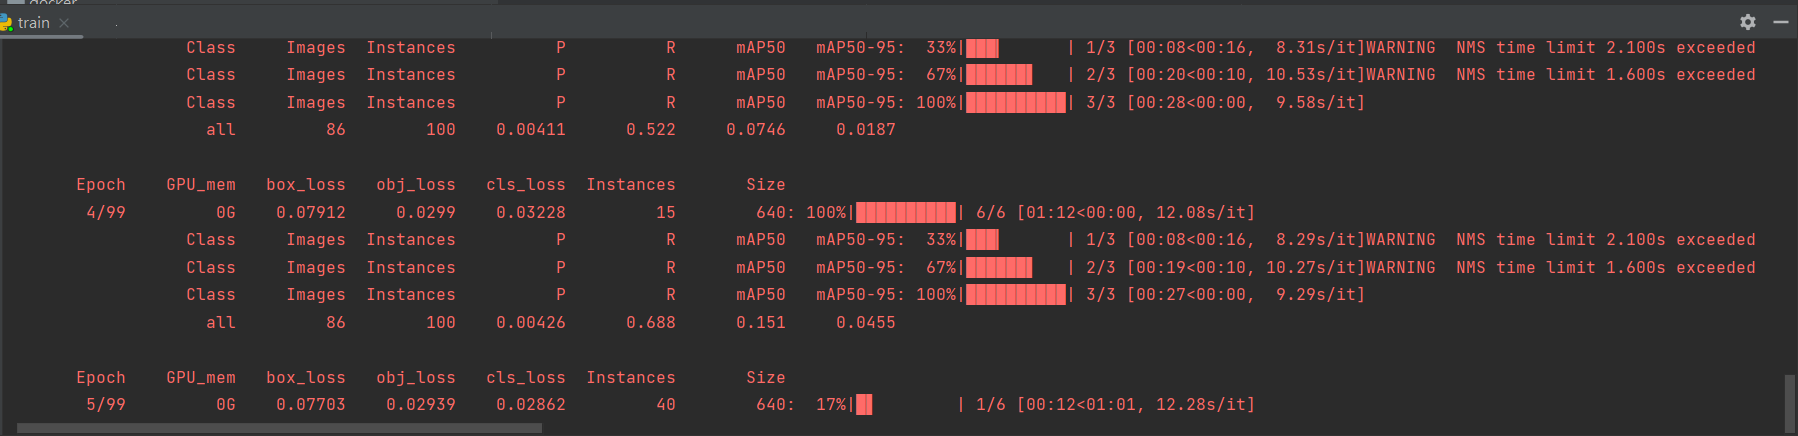 docker
train
Class Images Instances P R mAP50 mAP50-95: 33%| | 1/3 [00:08<00:16, 8.31s/it]WARNING NMS time limit 2.100s exceeded
Class Images Instances P R mAP50 mAP50-95: 67%| | 2/3 [00:20<00:10, 10.53s/it]WARNING NMS time limit 1.600s exceeded
Class Images Instances P R mAP50 mAP50-95: 100%| | 3/3 [00:28<00:00, 9.58s/it]
all 86 100 0.00411 0.522 0.0746 0.0187
Epoch GPU_mem box_loss obj_loss cls_loss Instances Size
4/99 0G 0.07912 0.0299 0.03228 15 640: 100%| | 6/6 [01:12<00:00, 12.08s/it]
Class Images Instances P R mAP50 mAP50-95: 33%| | 1/3 [00:08<00:16, 8.29s/it]WARNING NMS time limit 2.100s exceeded
Class Images Instances P R mAP50 mAP50-95: 67%| | 2/3 [00:19<00:10, 10.27s/it]WARNING NMS time limit 1.600s exceeded
Class Images Instances P R mAP50 mAP50-95: 100%| | 3/3 [00:27<00:00, 9.29s/it]
all 86 100 0.00426 0.688 0.151 0.0455
Epoch GPU_mem box_loss obj_loss cls_loss Instances Size
5/99 0G 0.07703 0.02939 0.02862 40 640: 17%| | 1/6 [00:12<01:01, 12.28s/it]